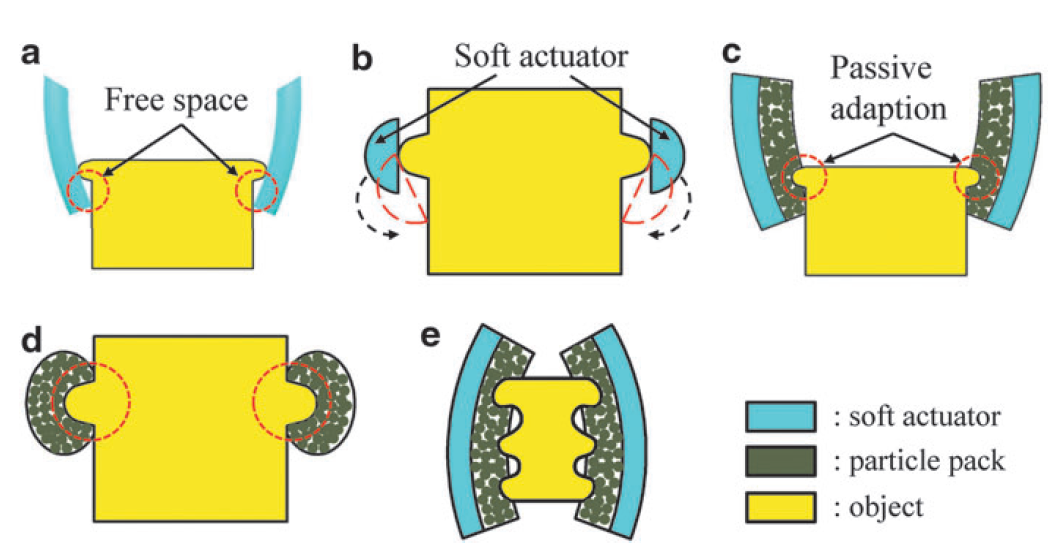 a
Free space
b
Soft actuator
c
Passive
adaption
d
e
: soft actuator
: particle pack
: object